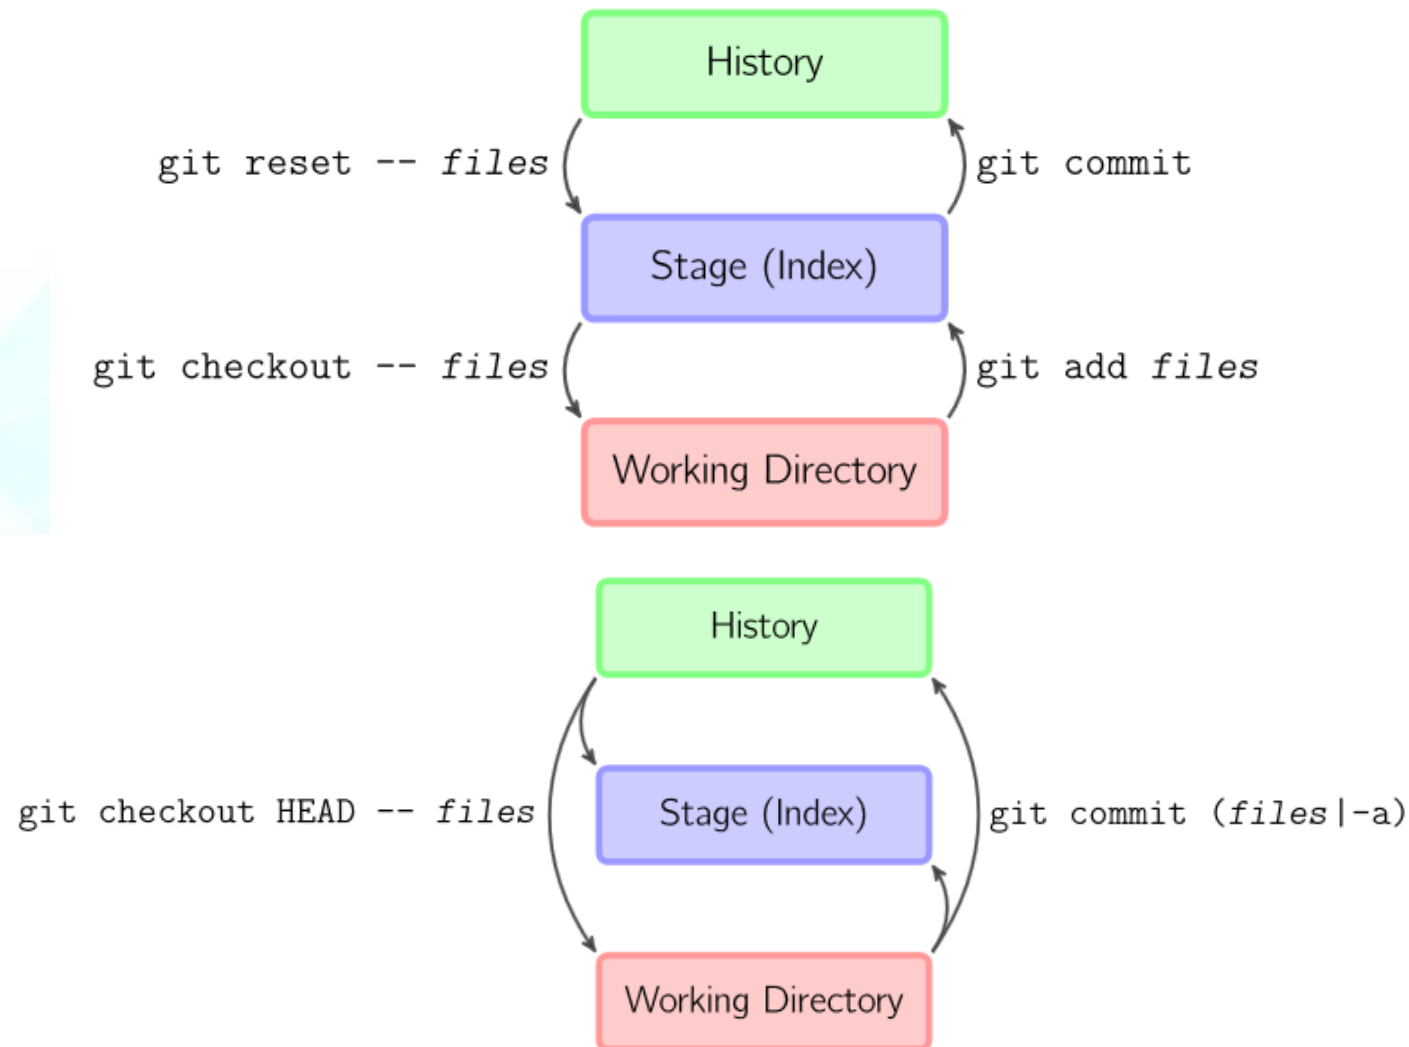 History
git reset -- files
git commit
Stage (Index)
git checkout -- files
git add files
Working Directory
History
git checkout HEAD -- files
Stage (Index)
git commit (files|-a)
Working Directory